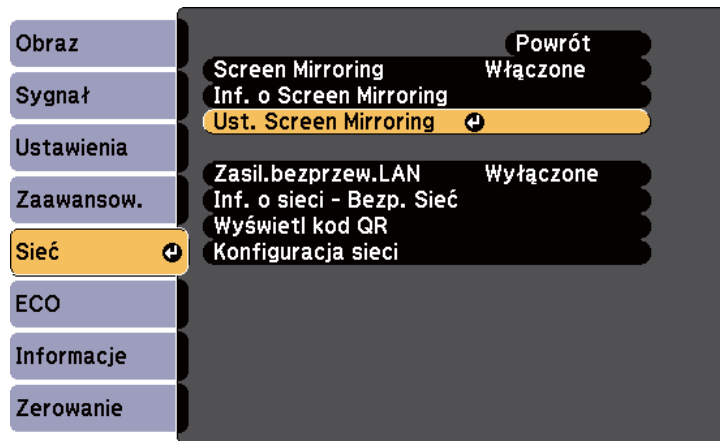 Obraz
Sygnał
Ustawienia
Zaawansow.
Sieć
ECO
Informacje
Zerowanie
Powrót
Screen Mirroring Włączone
Inf. o Screen Mirroring
Ust. Screen Mirroring
Zasil.bezprzew.LAN Wyłączone
Inf. o sieci - Bezp. Sieć
Wyświetl kod QR
Konfiguracja sieci